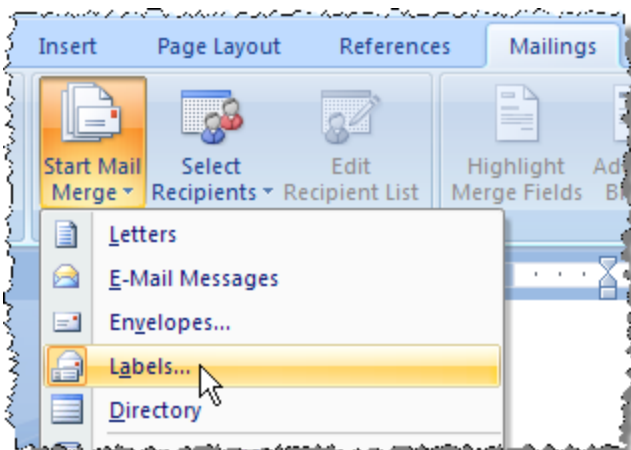 Insert Page Layout References Mailings
Start Mail Select Edit Highlight
Merge Recipients Recipient List Merge Fields
Letters
E-Mail Messages
Envelopes...
Labels...
Directory